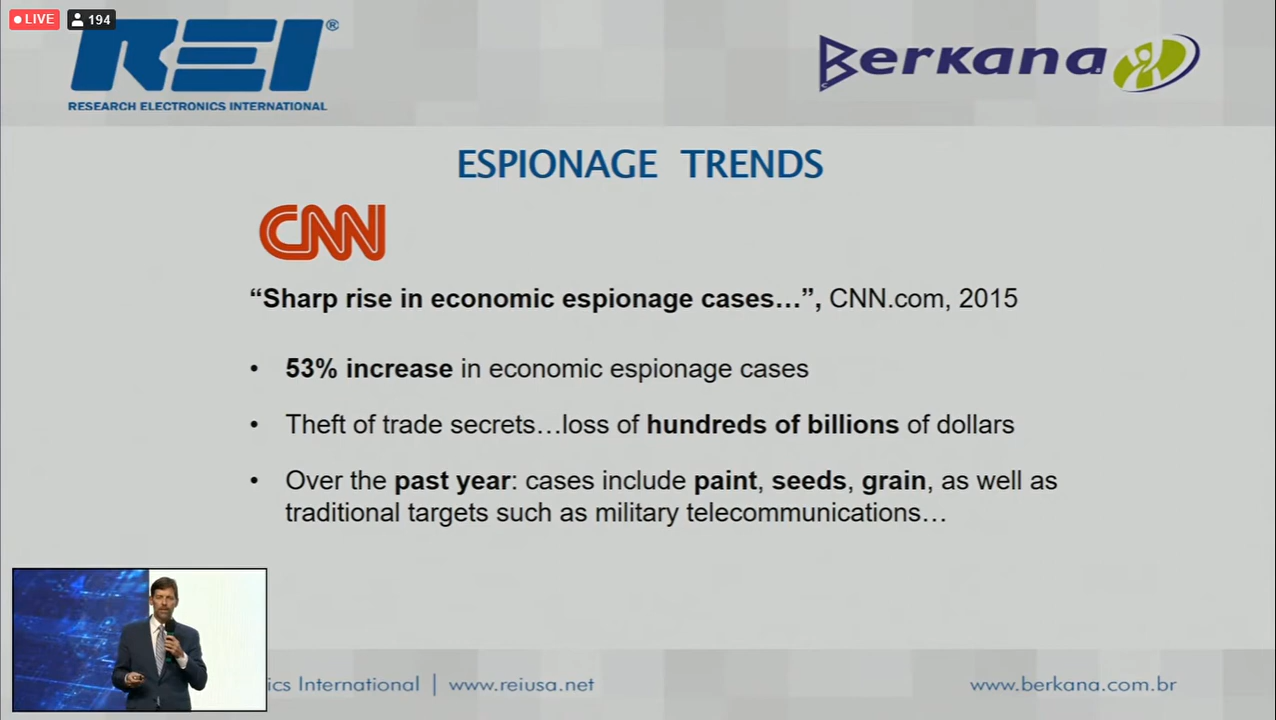 LIVE
194
REI®
RESEARCH ELECTRONICS INTERNATIONAL
Berkana®
ESPIONAGE TRENDS
CNN
“Sharp rise in economic espionage cases…”, CNN.com, 2015
• 53% increase in economic espionage cases
• Theft of trade secrets…loss of hundreds of billions of dollars
• Over the past year: cases include paint, seeds, grain, as well as
traditional targets such as military telecommunications…
International | www.reiusa.net
www.berkana.com.br